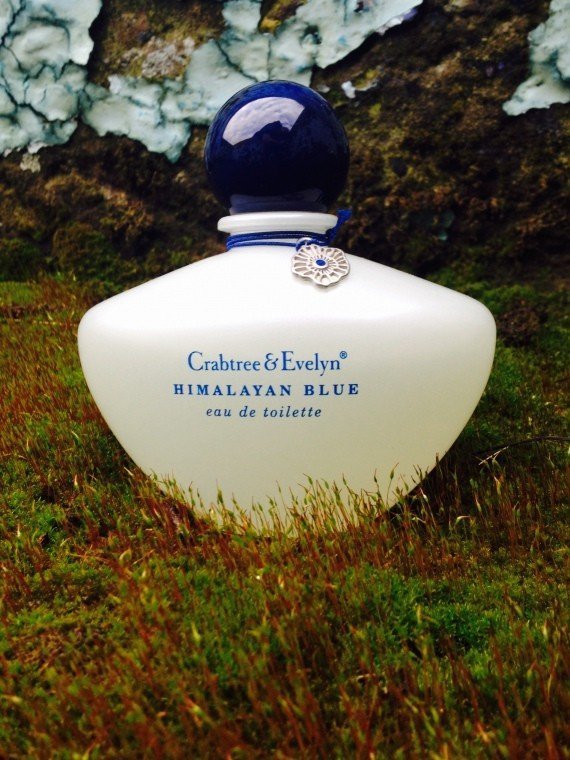 Crabtree & Evelyn®
HIMALAYAN BLUE
eau de toilette